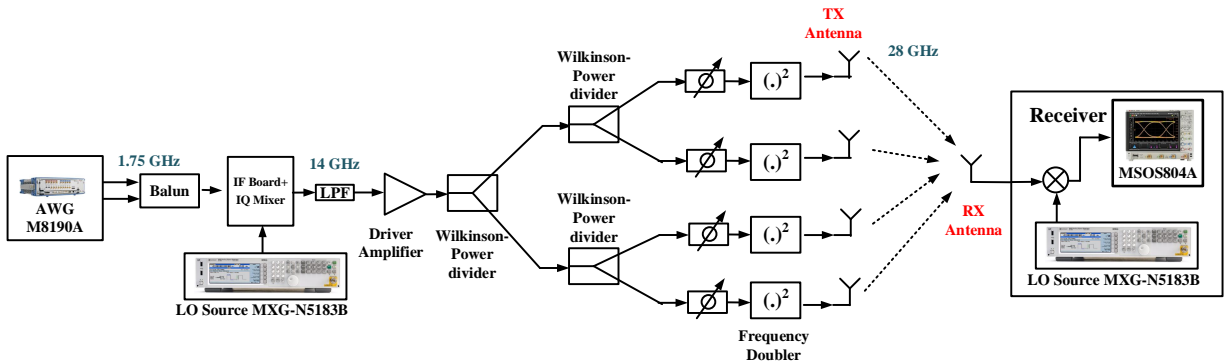 TX
Antenna
28 GHz
Wilkinson-
Power
divider
(.)2
Receiver
MSOS804A
(.)2
1.75 GHz
14 GHz
AWG
M8190A
Balun
IF Board+
IQ Mixer
LPF
Driver
Amplifier
Wilkinson-
Power
divider
Wilkinson-
Power
divider
(.)2
RX
Antenna
LO Source MXG-N5183B
LO Source MXG-N5183B
(.)2
Frequency
Doubler